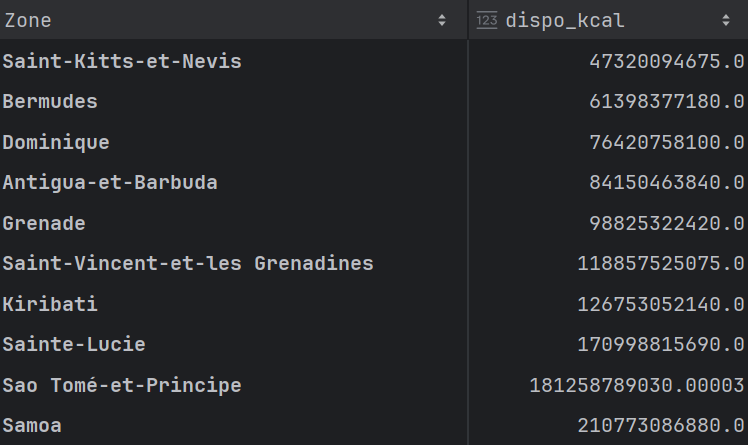 Zone 123 dispo_kcal
Saint-Kitts-et-Nevis 47320094675.0
Bermudes 61398377180.0
Dominique 76420758100.0
Antigua-et-Barbuda 84150463840.0
Grenade 98825322420.0
Saint-Vincent-et-les Grenadines 118857525075.0
Kiribati 126753052140.0
Sainte-Lucie 170998815690.0
Sao Tomé-et-Principe 181258789030.00003
Samoa 210773086880.0